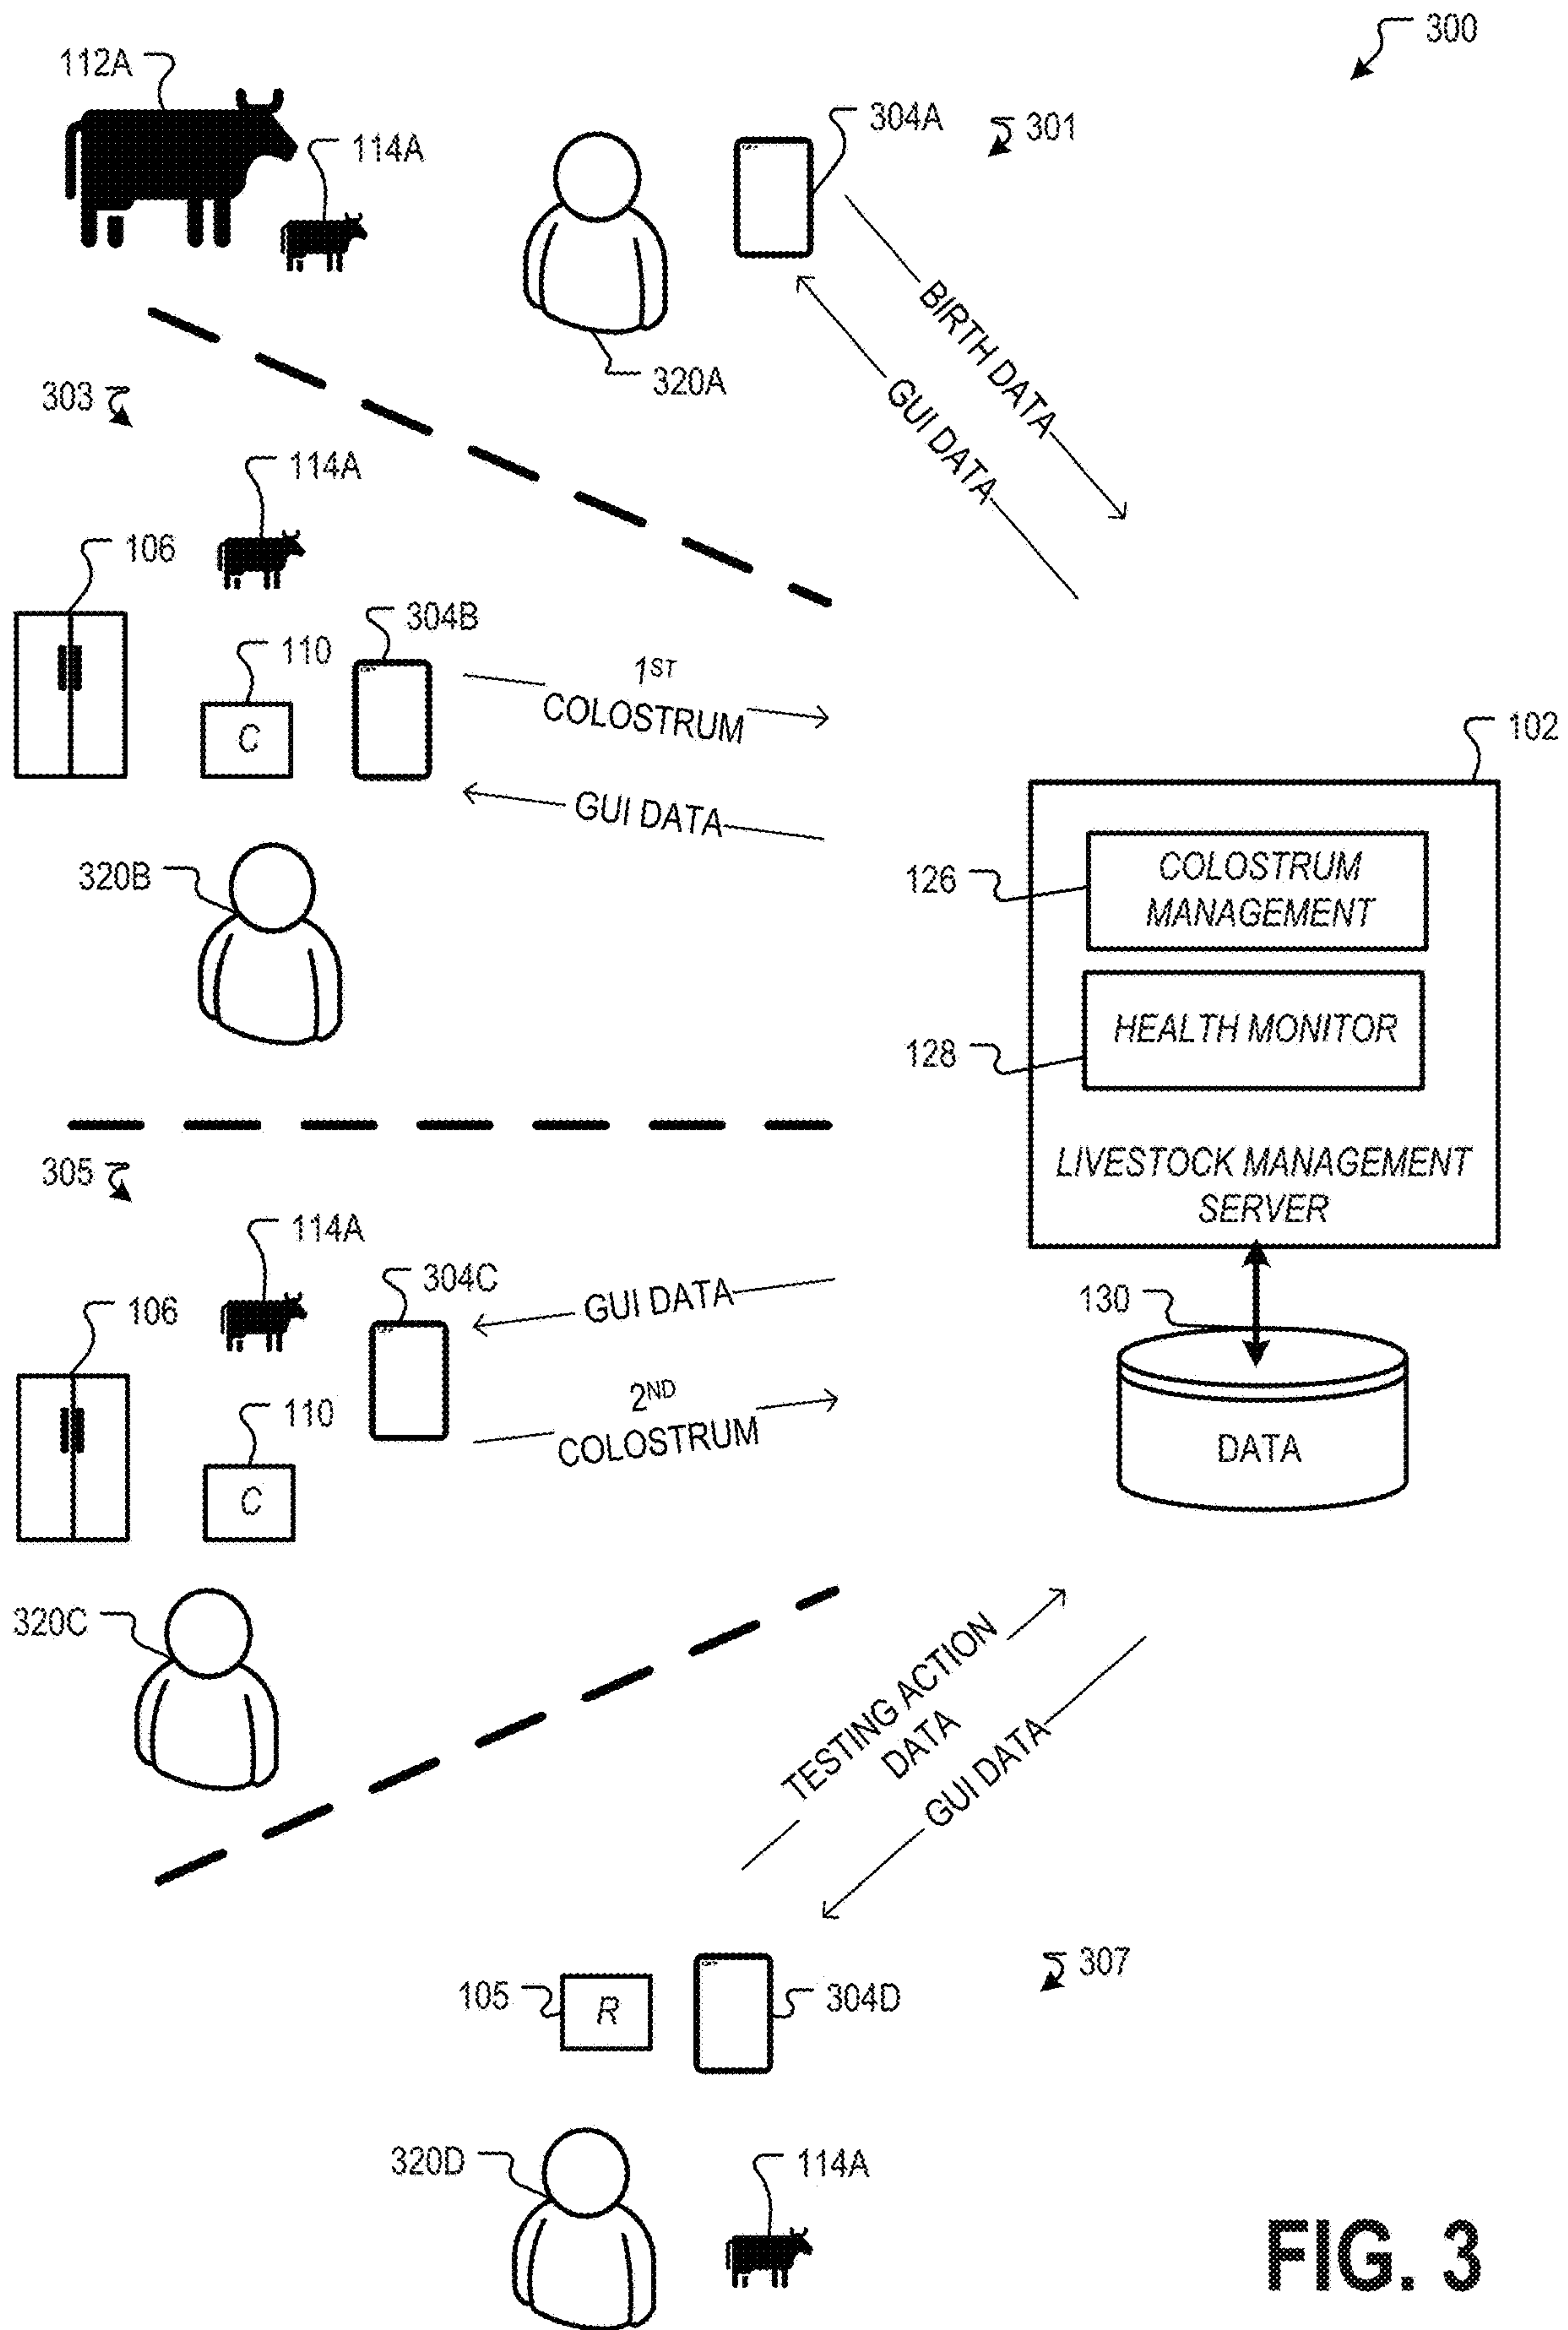 300
112A
304A
301
114A
320A
BIRTH DATA
GUI DATA
303
114A
106
304B
110
1ST
COLOSTRUM
C
GUI DATA
102
320B
126
COLOSTRUM
MANAGEMENT
128
HEALTH MONITOR
LIVESTOCK MANAGEMENT
SERVER
305
114A
304C
GUI DATA
106
130
110
2ND
COLOSTRUM
C
DATA
320C
TESTING ACTION
DATA
GUI DATA
307
105
R
304D
320D
114A
FIG. 3